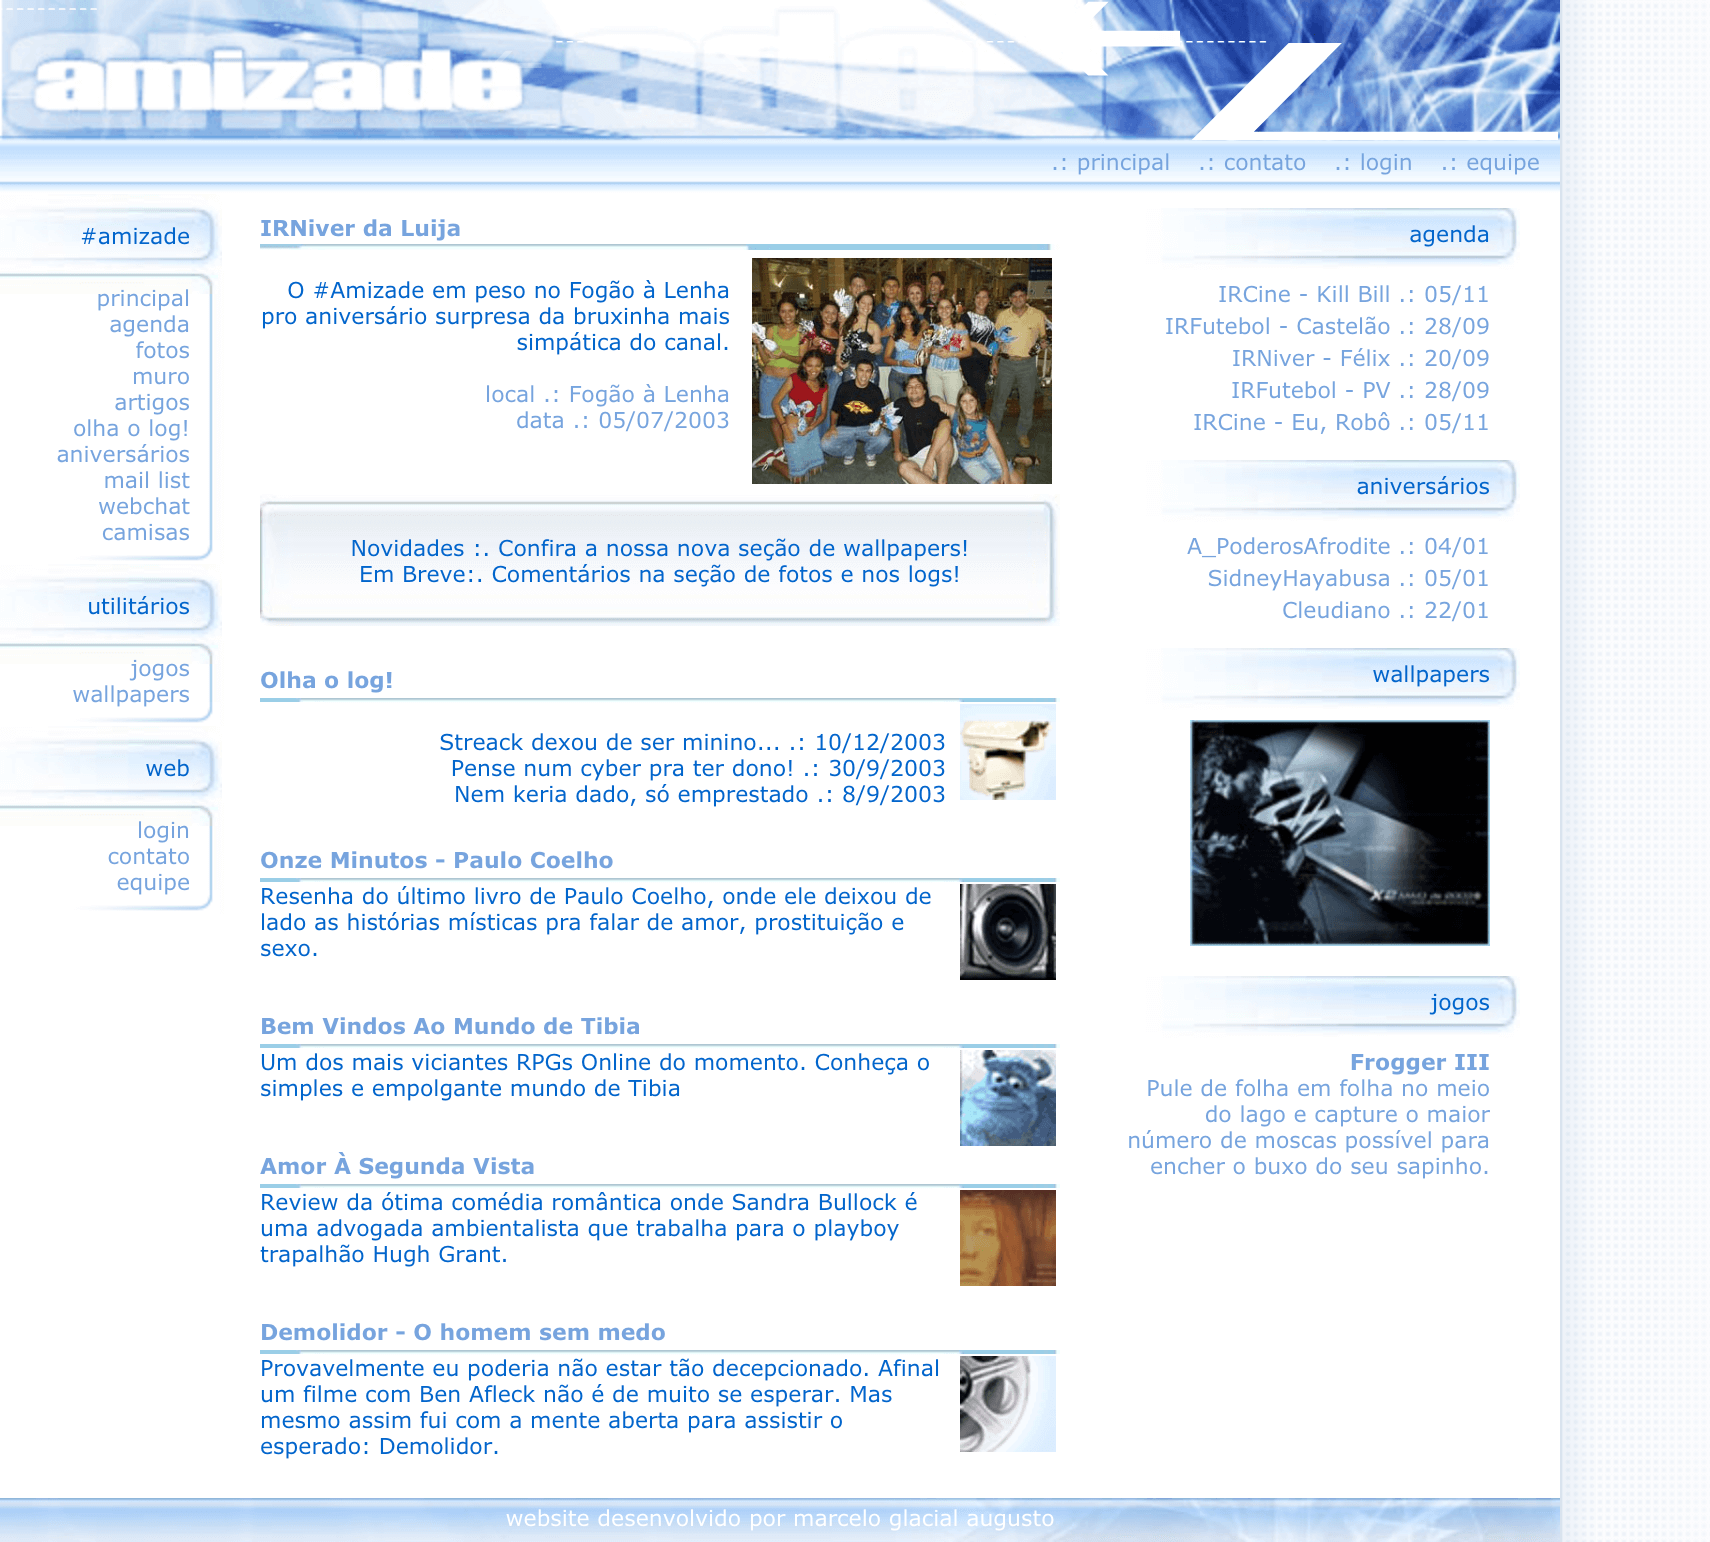 amizade
.: principal .: contato .: login .: equipe
#amizade
principal
agenda
fotos
muro
artigos
olha o log!
aniversários
mail list
webchat
camisas
utilitários
jogos
wallpapers
web
login
contato
equipe
IRNiver da Luija
O #Amizade em peso no Fogão à Lenha
pro aniversário surpresa da bruxinha mais
simpática do canal.
local .: Fogão à Lenha
data .: 05/07/2003
Novidades :. Confira a nossa nova seção de wallpapers!
Em Breve:. Comentários na seção de fotos e nos logs!
Olha o log!
Streack dexou de ser minino... .: 10/12/2003
Pense num cyber pra ter dono! .: 30/9/2003
Nem keria dado, só emprestado .: 8/9/2003
Onze Minutos - Paulo Coelho
Resenha do último livro de Paulo Coelho, onde ele deixou de
lado as histórias místicas pra falar de amor, prostituição e
sexo.
Bem Vindos Ao Mundo de Tibia
Um dos mais viciantes RPGs Online do momento. Conheça o
simples e empolgante mundo de Tibia
Amor À Segunda Vista
Review da ótima comédia romântica onde Sandra Bullock é
uma advogada ambientalista que trabalha para o playboy
trapalhão Hugh Grant.
Demolidor - O homem sem medo
Provavelmente eu poderia não estar tão decepcionado. Afinal
um filme com Ben Afleck não é de muito se esperar. Mas
mesmo assim fui com a mente aberta para assistir o
esperado: Demolidor.
agenda
IRCine - Kill Bill .: 05/11
IRFutebol - Castelão .: 28/09
IRNiver - Félix .: 20/09
IRFutebol - PV .: 28/09
IRCine - Eu, Robô .: 05/11
aniversários
A_PoderosAfrodite .: 04/01
SidneyHayabusa .: 05/01
Cleudiano .: 22/01
wallpapers
jogos
Frogger III
Pule de folha em folha no meio
do lago e capture o maior
número de moscas possível para
encher o buxo do seu sapinho.
website desenvolvido por marcelo glacial augusto